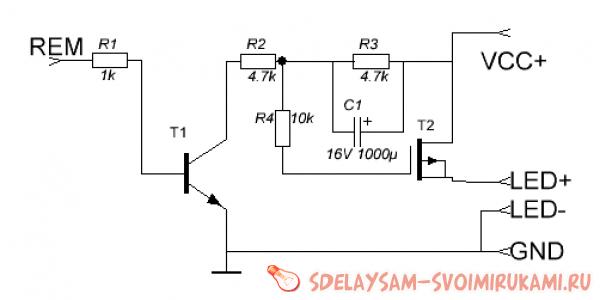 REM
R1
1k
R2
4.7k
R3
4.7k
VCC+
R4
10k
C1
+
16V 1000µ
T1
T2
LED+
LED-
GND
SDELAYSAM-SVOIMIRUKAMI.RU